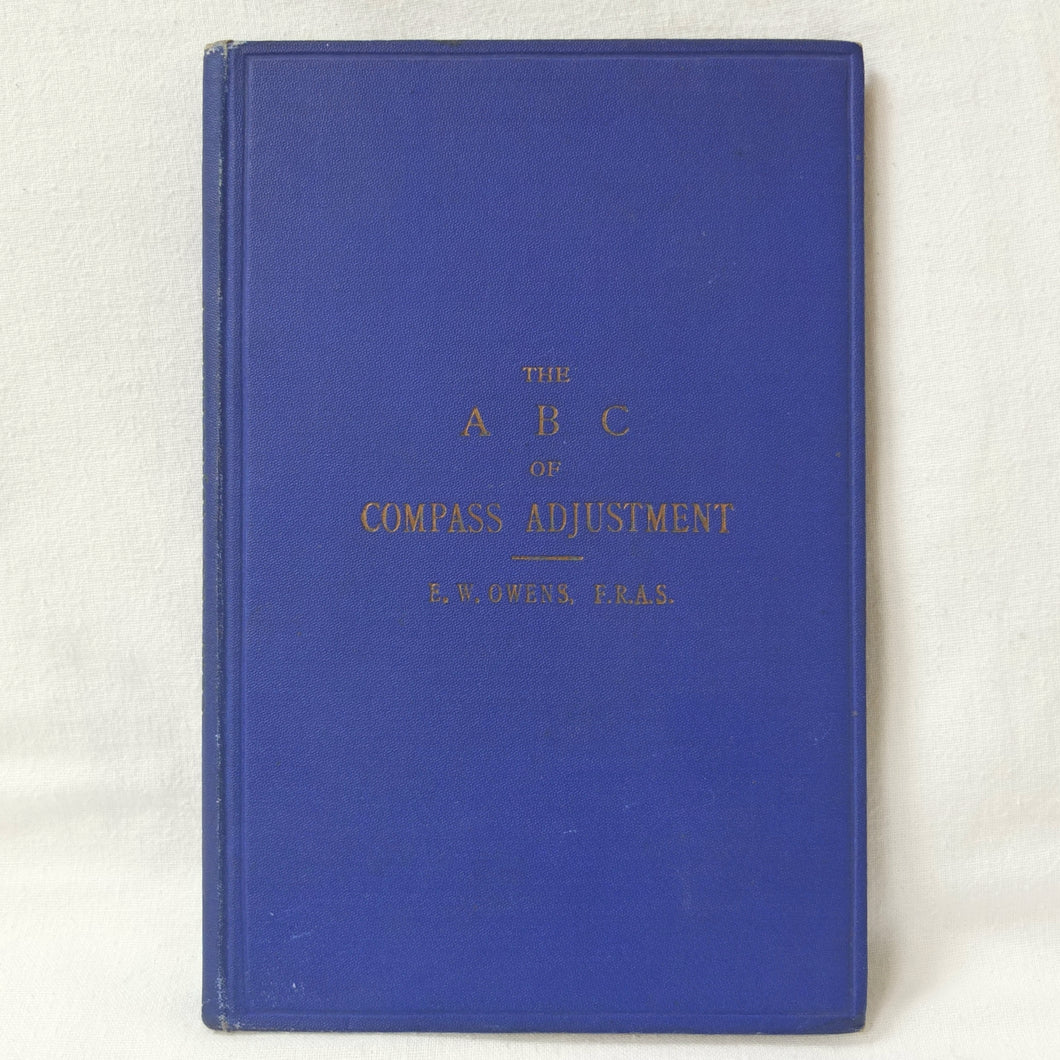 THE
A B C
OF
COMPASS ADJUSTMENT
E. W. OWENS, F.R.A.S.